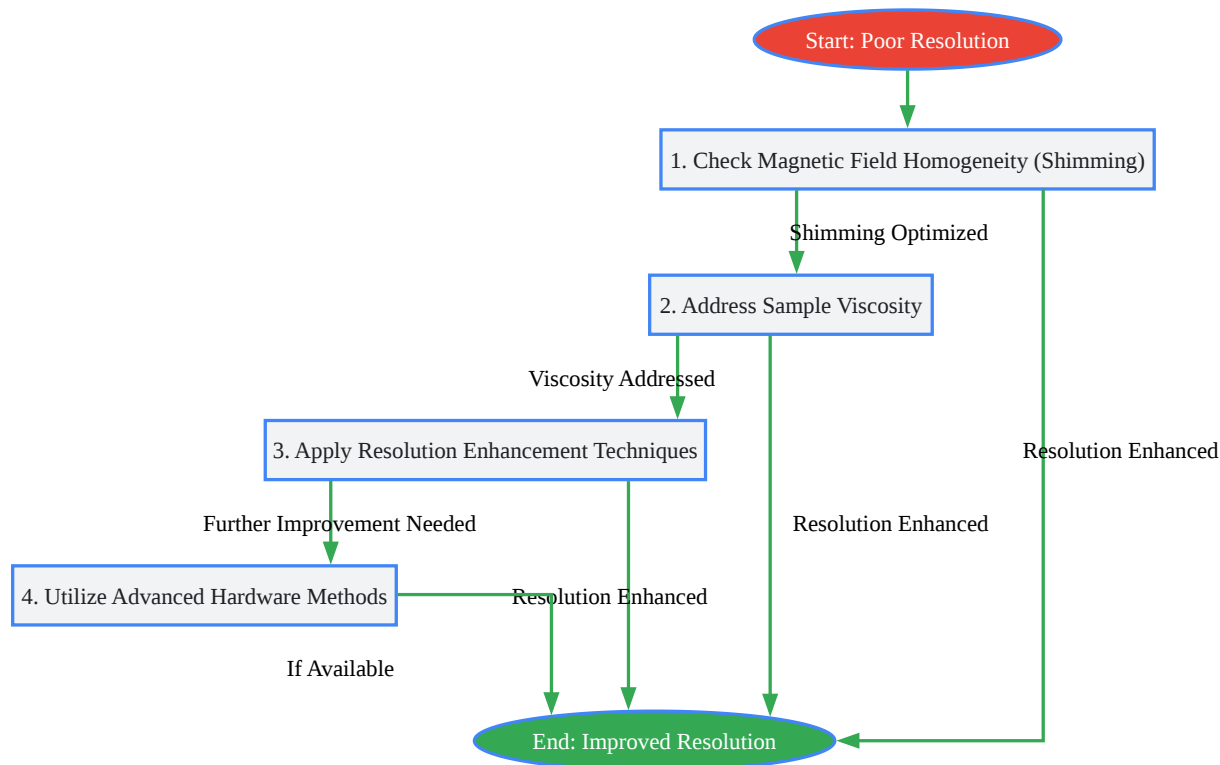 Start: Poor Resolution
1. Check Magnetic Field Homogeneity (Shimming)
Shimming Optimized
2. Address Sample Viscosity
Viscosity Addressed
3. Apply Resolution Enhancement Techniques
Resolution Enhanced
Further Improvement Needed
Resolution Enhanced
4. Utilize Advanced Hardware Methods
Resolution Enhanced
If Available
End: Improved Resolution